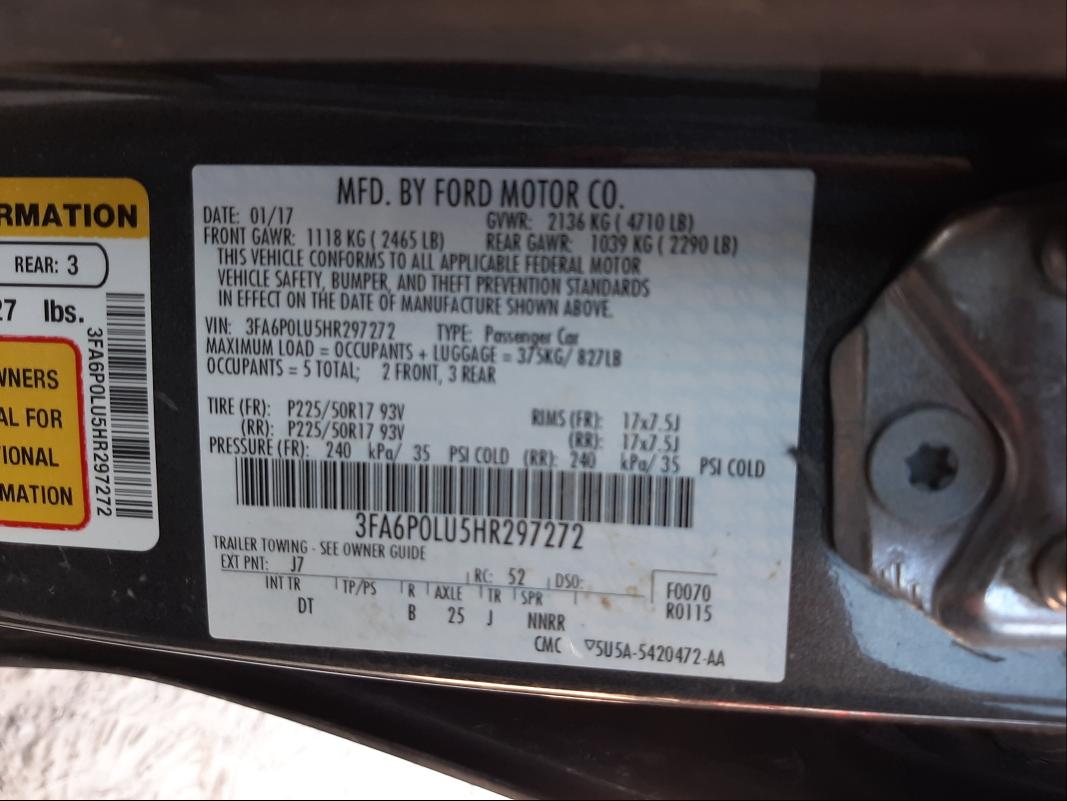 RMATION
REAR: 3
27 lbs.
WNERS
AL FOR
TIONAL
MATION
3FA6P0LU5HR297272
MFD. BY FORD MOTOR CO.
DATE: 01/17 GVWR: 2136 KG ( 4710 LB)
FRONT GAWR: 1118 KG ( 2465 LB) REAR GAWR: 1039 KG ( 2290 LB)
THIS VEHICLE CONFORMS TO ALL APPLICABLE FEDERAL MOTOR
VEHICLE SAFETY, BUMPER, AND THEFT PREVENTION STANDARDS
IN EFFECT ON THE DATE OF MANUFACTURE SHOWN ABOVE.
VIN: 3FA6P0LU5HR297272 TYPE: Passenger Car
MAXIMUM LOAD = OCCUPANTS + LUGGAGE = 375KG/ 827LB
OCCUPANTS = 5 TOTAL; 2 FRONT, 3 REAR
TIRE (FR): P225/50R17 93V RIMS (FR): 17x7.5J
(RR): P225/50R17 93V (RR): 17x7.5J
PRESSURE (FR): 240 kPa/ 35 PSI COLD (RR): 240 kPa/ 35 PSI COLD
3FA6P0LU5HR297272
TRAILER TOWING - SEE OWNER GUIDE
EXT PNT: J7 RC: 52 DSO: F0070
INT TR TP/PS R AXLE TR SPR R0115
DT B 25 J NNRR
CMC ▽5U5A-5420472-AA